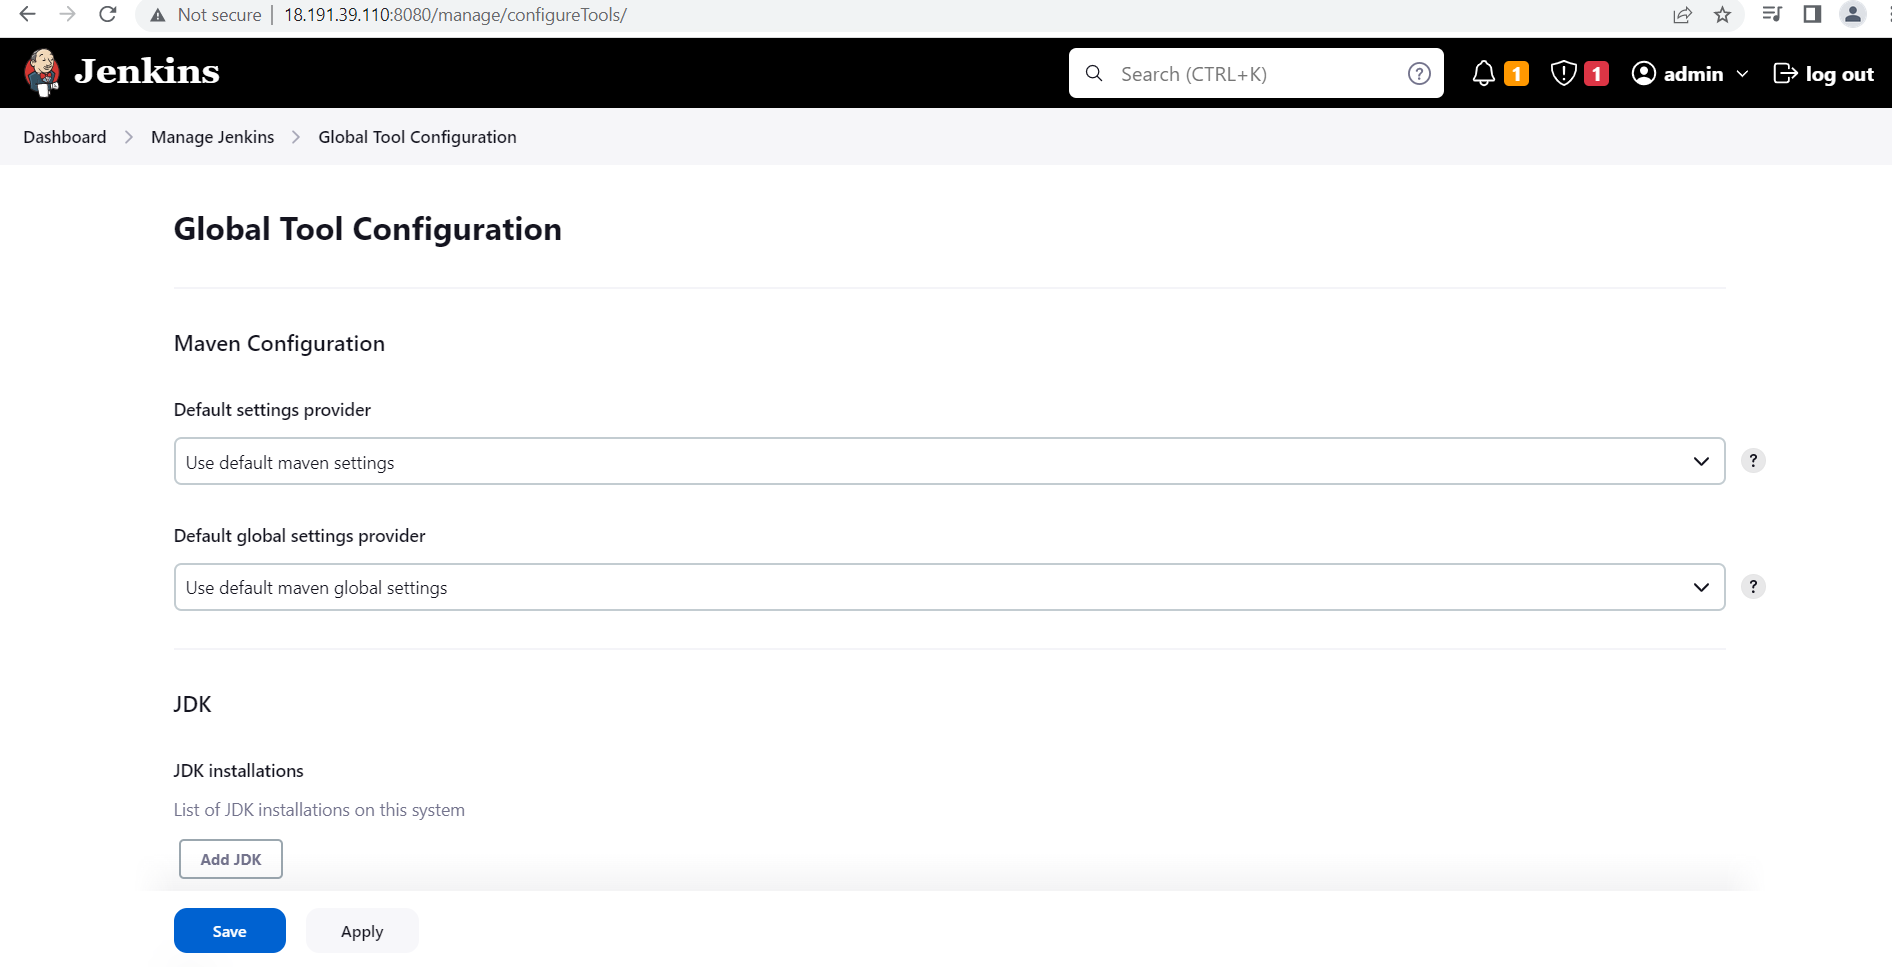 Not secure | 18.191.39.110:8080/manage/configureTools/
Jenkins
Search (CTRL+K) ? 1 1 admin log out
Dashboard > Manage Jenkins > Global Tool Configuration
Global Tool Configuration
Maven Configuration
Default settings provider
Use default maven settings ?
Default global settings provider
Use default maven global settings ?
JDK
JDK installations
List of JDK installations on this system
Add JDK
Save Apply